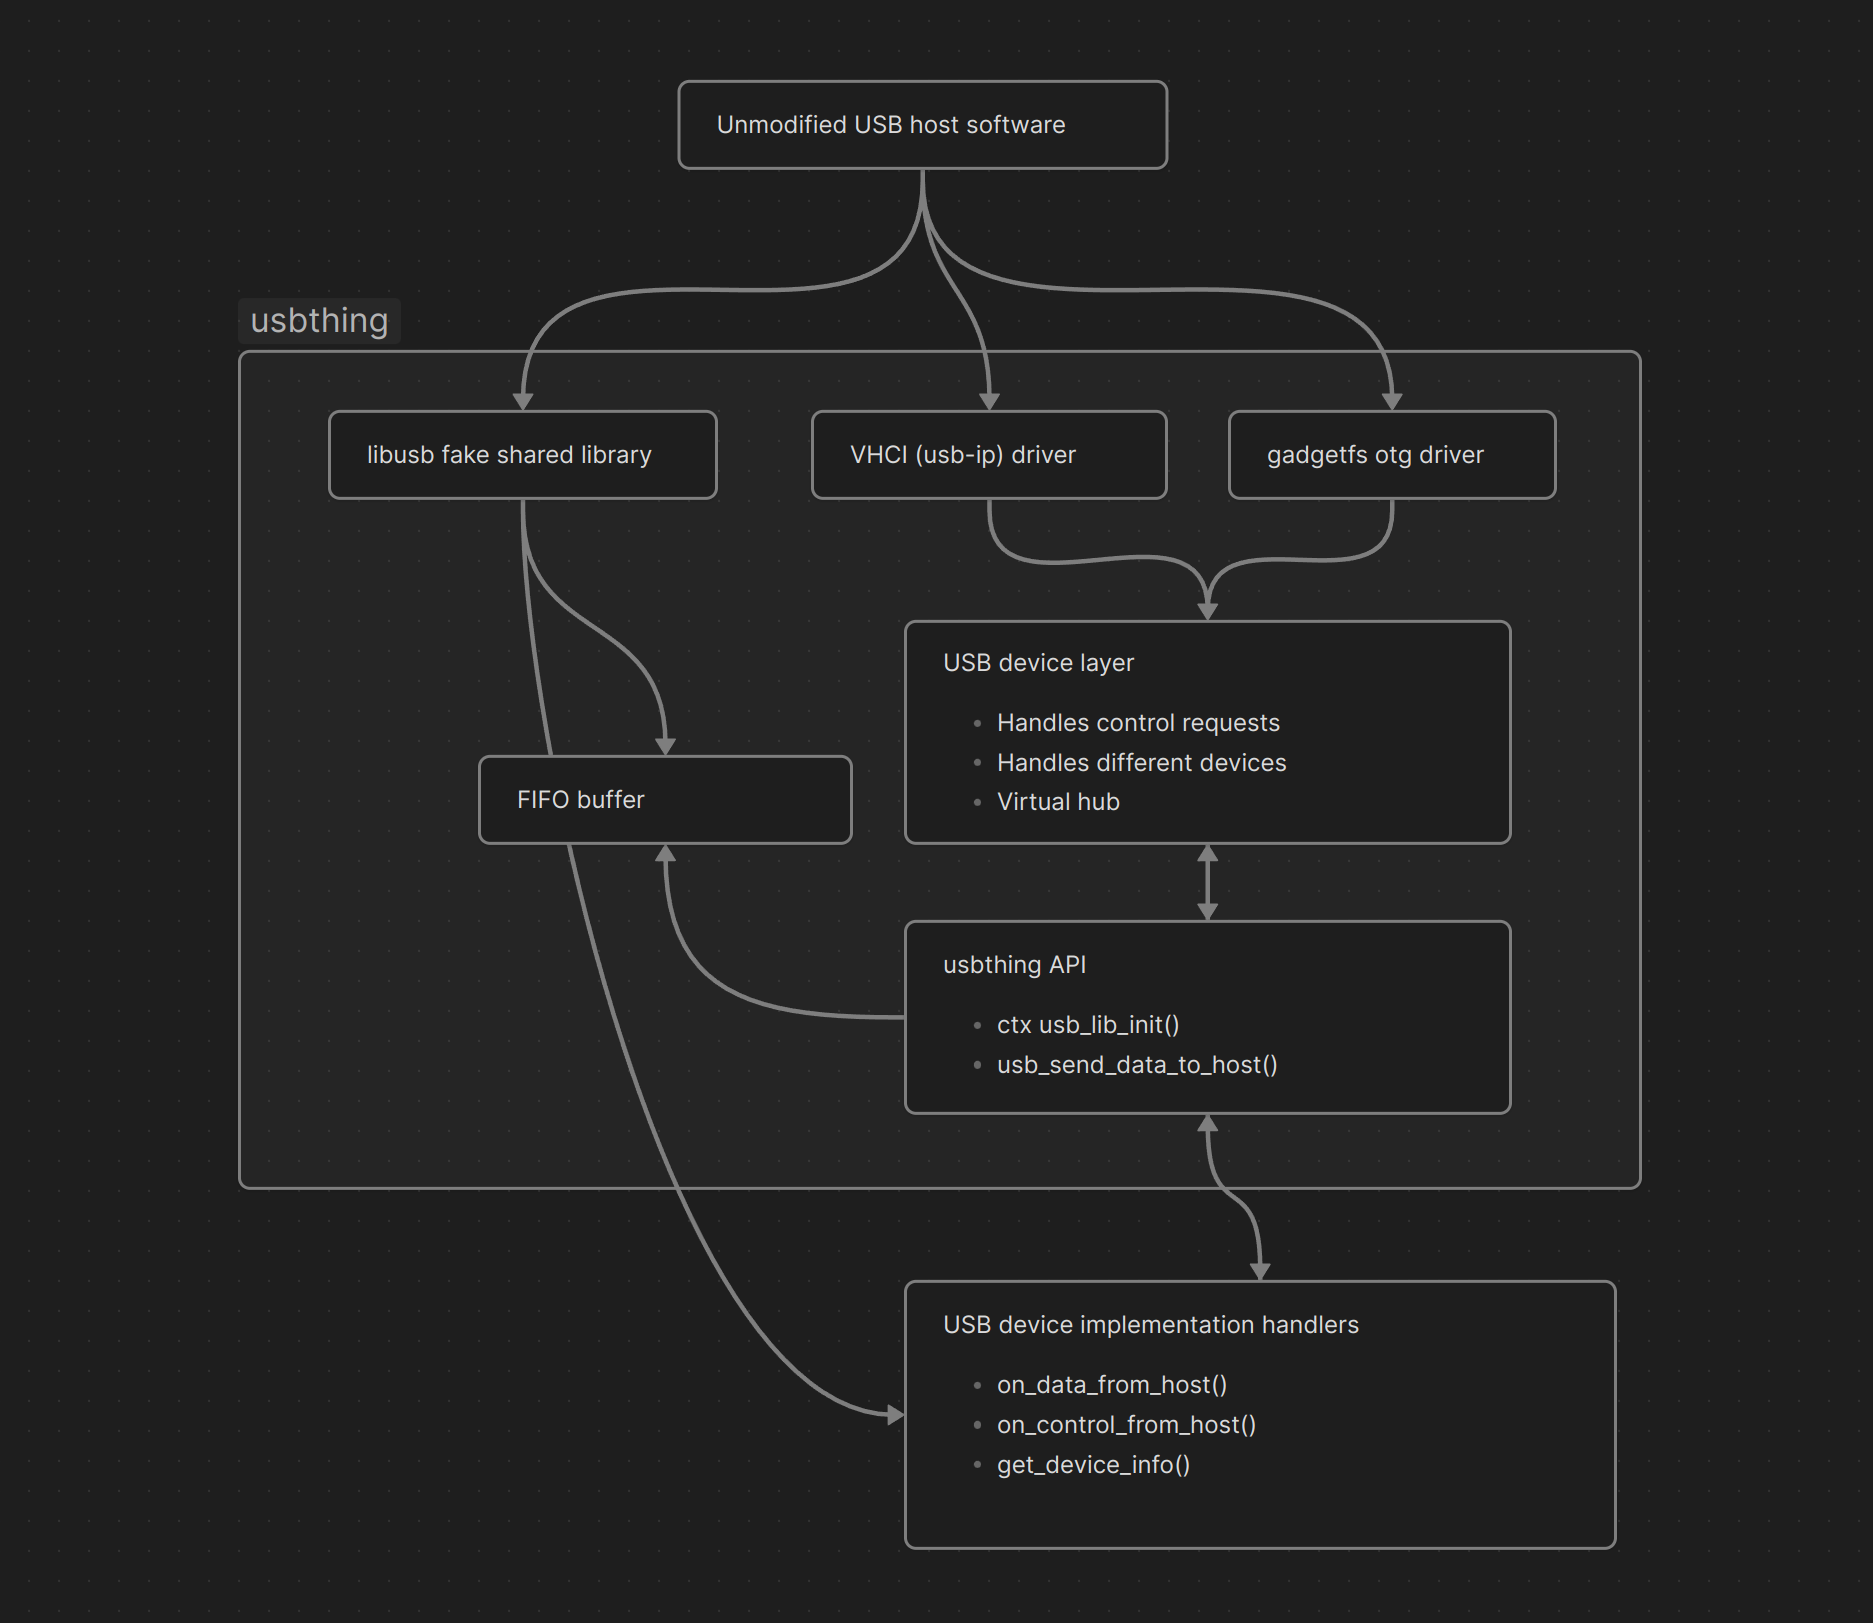 Unmodified USB host software
usbthing
libusb fake shared library
VHCI (usb-ip) driver
gadgetfs otg driver
USB device layer
• Handles control requests
• Handles different devices
• Virtual hub
FIFO buffer
usbthing API
• ctx usb_lib_init()
• usb_send_data_to_host()
USB device implementation handlers
• on_data_from_host()
• on_control_from_host()
• get_device_info()